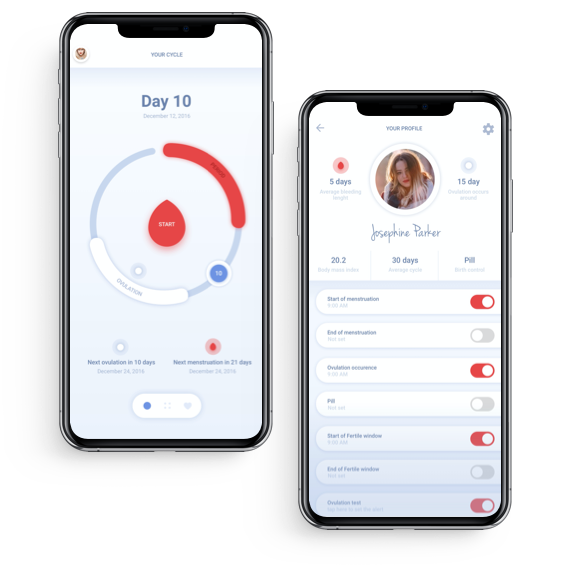 YOUR CYCLE
Day 10
December 12, 2016
PERIOD
START
10
OVULATION
Next ovulation in 10 days
December 24, 2016
Next menstruation in 21 days
December 24, 2016
YOUR PROFILE
5 days
Average bleeding
lenght
15 day
Ovulation occurs
around
Josephine Parker
20.2
Body mass index
30 days
Average cycle
Pill
Birth control
Start of menstruation
9:00 AM
End of menstruation
Not set
Ovulation occurence
9:00 AM
Pill
Not set
Start of Fertile window
9:00 AM
End of Fertile window
Not set
Ovulation test